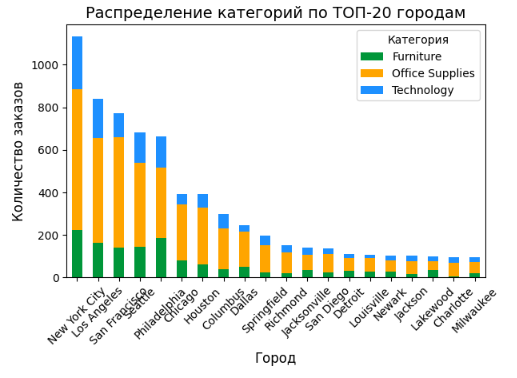 Распределение категорий по ТОП-20 городам
Категория
Furniture
Office Supplies
Technology
Количество заказов
1000
800
600
400
200
0
New York City
Los Angeles
San Francisco
Seattle
Philadelphia
Chicago
Houston
Columbus
Dallas
Springfield
Richmond
Jacksonville
San Diego
Detroit
Louisville
Newark
Jackson
Lakewood
Charlotte
Milwaukee
Город